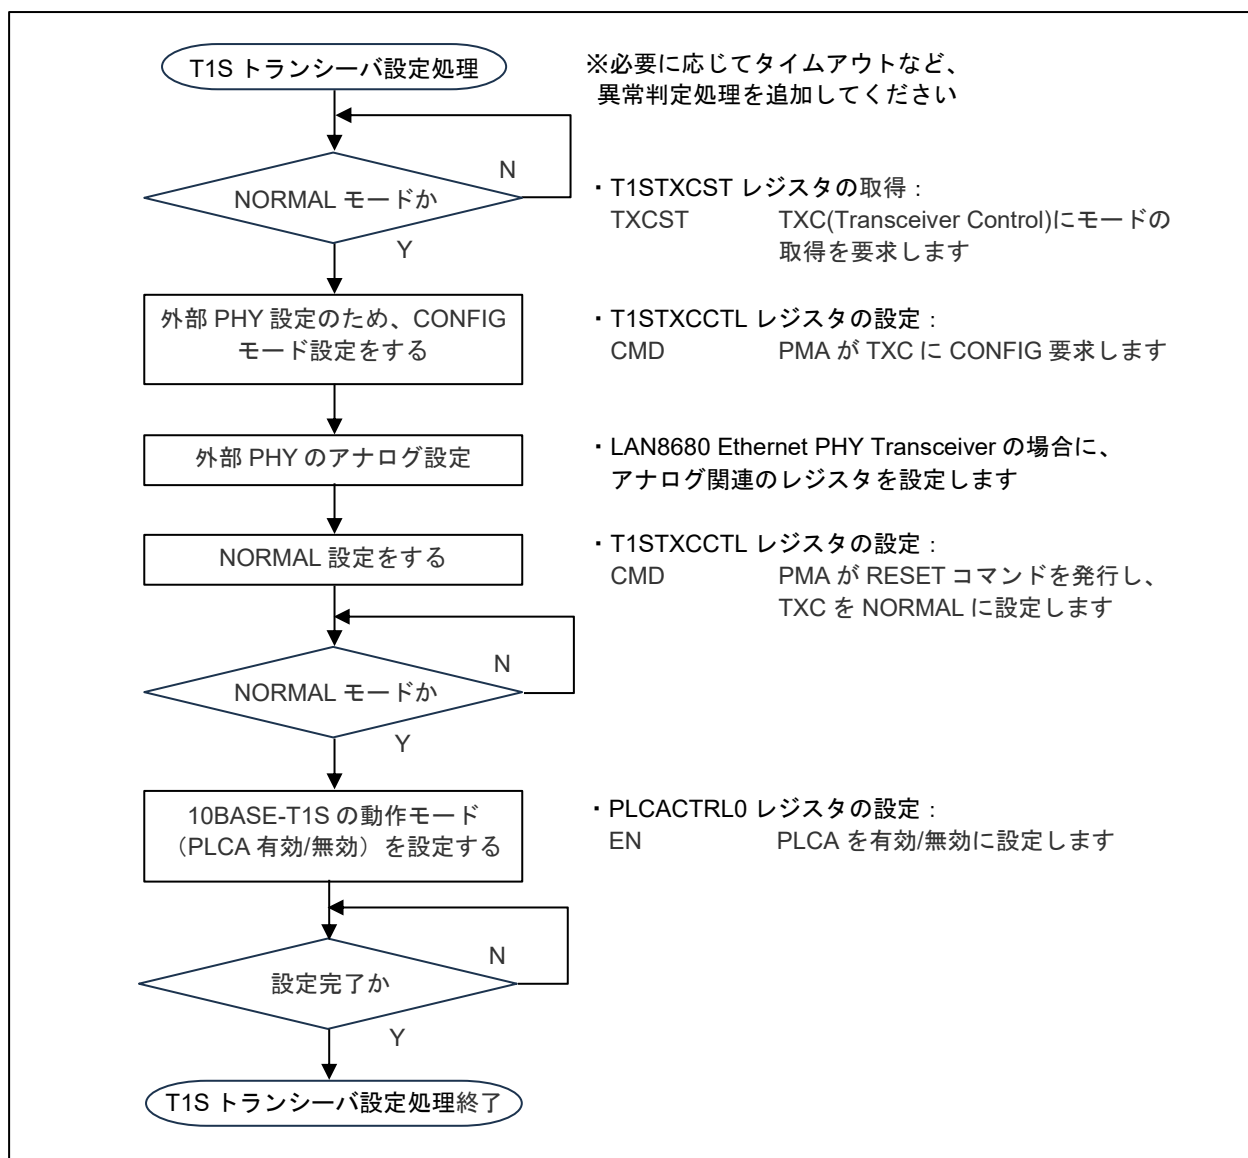 T1S トランシーバ設定処理
※必要に応じてタイムアウトなど、
異常判定処理を追加してください
N
NORMAL モードか
Y
・T1STXCST レジスタの取得：
TXCST TXC(Transceiver Control)にモードの
取得を要求します
外部 PHY 設定のため、CONFIG
モード設定をする
・T1STXCCTL レジスタの設定：
CMD PMA が TXC に CONFIG 要求します
外部 PHY のアナログ設定
・LAN8680 Ethernet PHY Transceiver の場合に、
アナログ関連のレジスタを設定します
NORMAL 設定をする
・T1STXCCTL レジスタの設定：
CMD PMA が RESET コマンドを発行し、
TXC を NORMAL に設定します
N
NORMAL モードか
Y
10BASE-T1S の動作モード
（PLCA 有効/無効）を設定する
・PLCACTRL0 レジスタの設定：
EN PLCA を有効/無効に設定します
N
設定完了か
Y
T1S トランシーバ設定処理終了